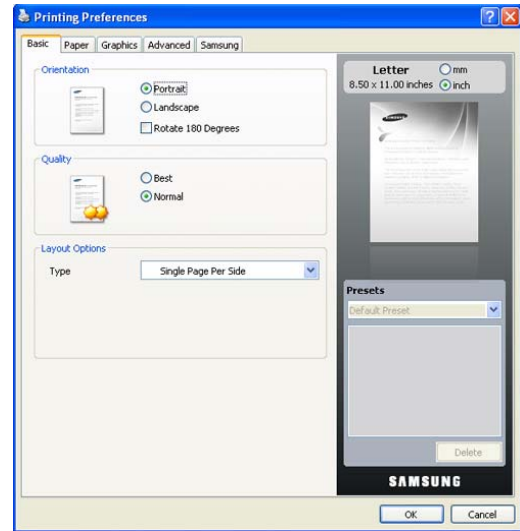 Printing Preferences
Basic Paper Graphics Advanced Samsung
Orientation
Portrait
Landscape
Rotate 180 Degrees
Quality
Best
Normal
Layout Options
Type Single Page Per Side
Letter mm
8.50 x 11.00 inches inch
SAMSUNG
Presets
Default Preset
Delete
SAMSUNG
OK Cancel